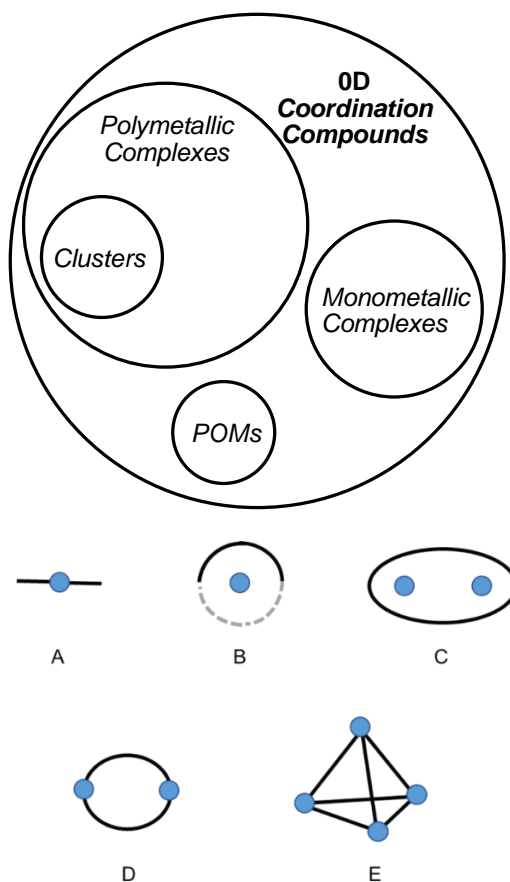 0D
Coordination
Compounds
Polymetallic
Complexes
Clusters
Monometallic
Complexes
POMs
A
B
C
D
E